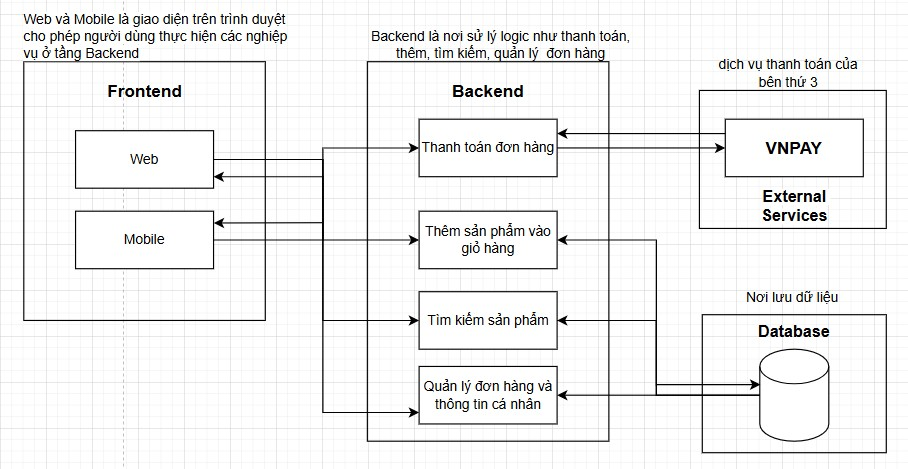 Web và Mobile là giao diện trên trình duyệt
cho phép người dùng thực hiện các nghiệp
vụ ở tầng Backend
Frontend
Web
Mobile
Backend là nơi sử lý logic như thanh toán,
thêm, tìm kiếm, quản lý đơn hàng
Backend
Thanh toán đơn hàng
Thêm sản phẩm vào
giỏ hàng
Tìm kiếm sản phẩm
Quản lý đơn hàng và
thông tin cá nhân
dịch vụ thanh toán của
bên thứ 3
VNPAY
External
Services
Nơi lưu dữ liệu
Database